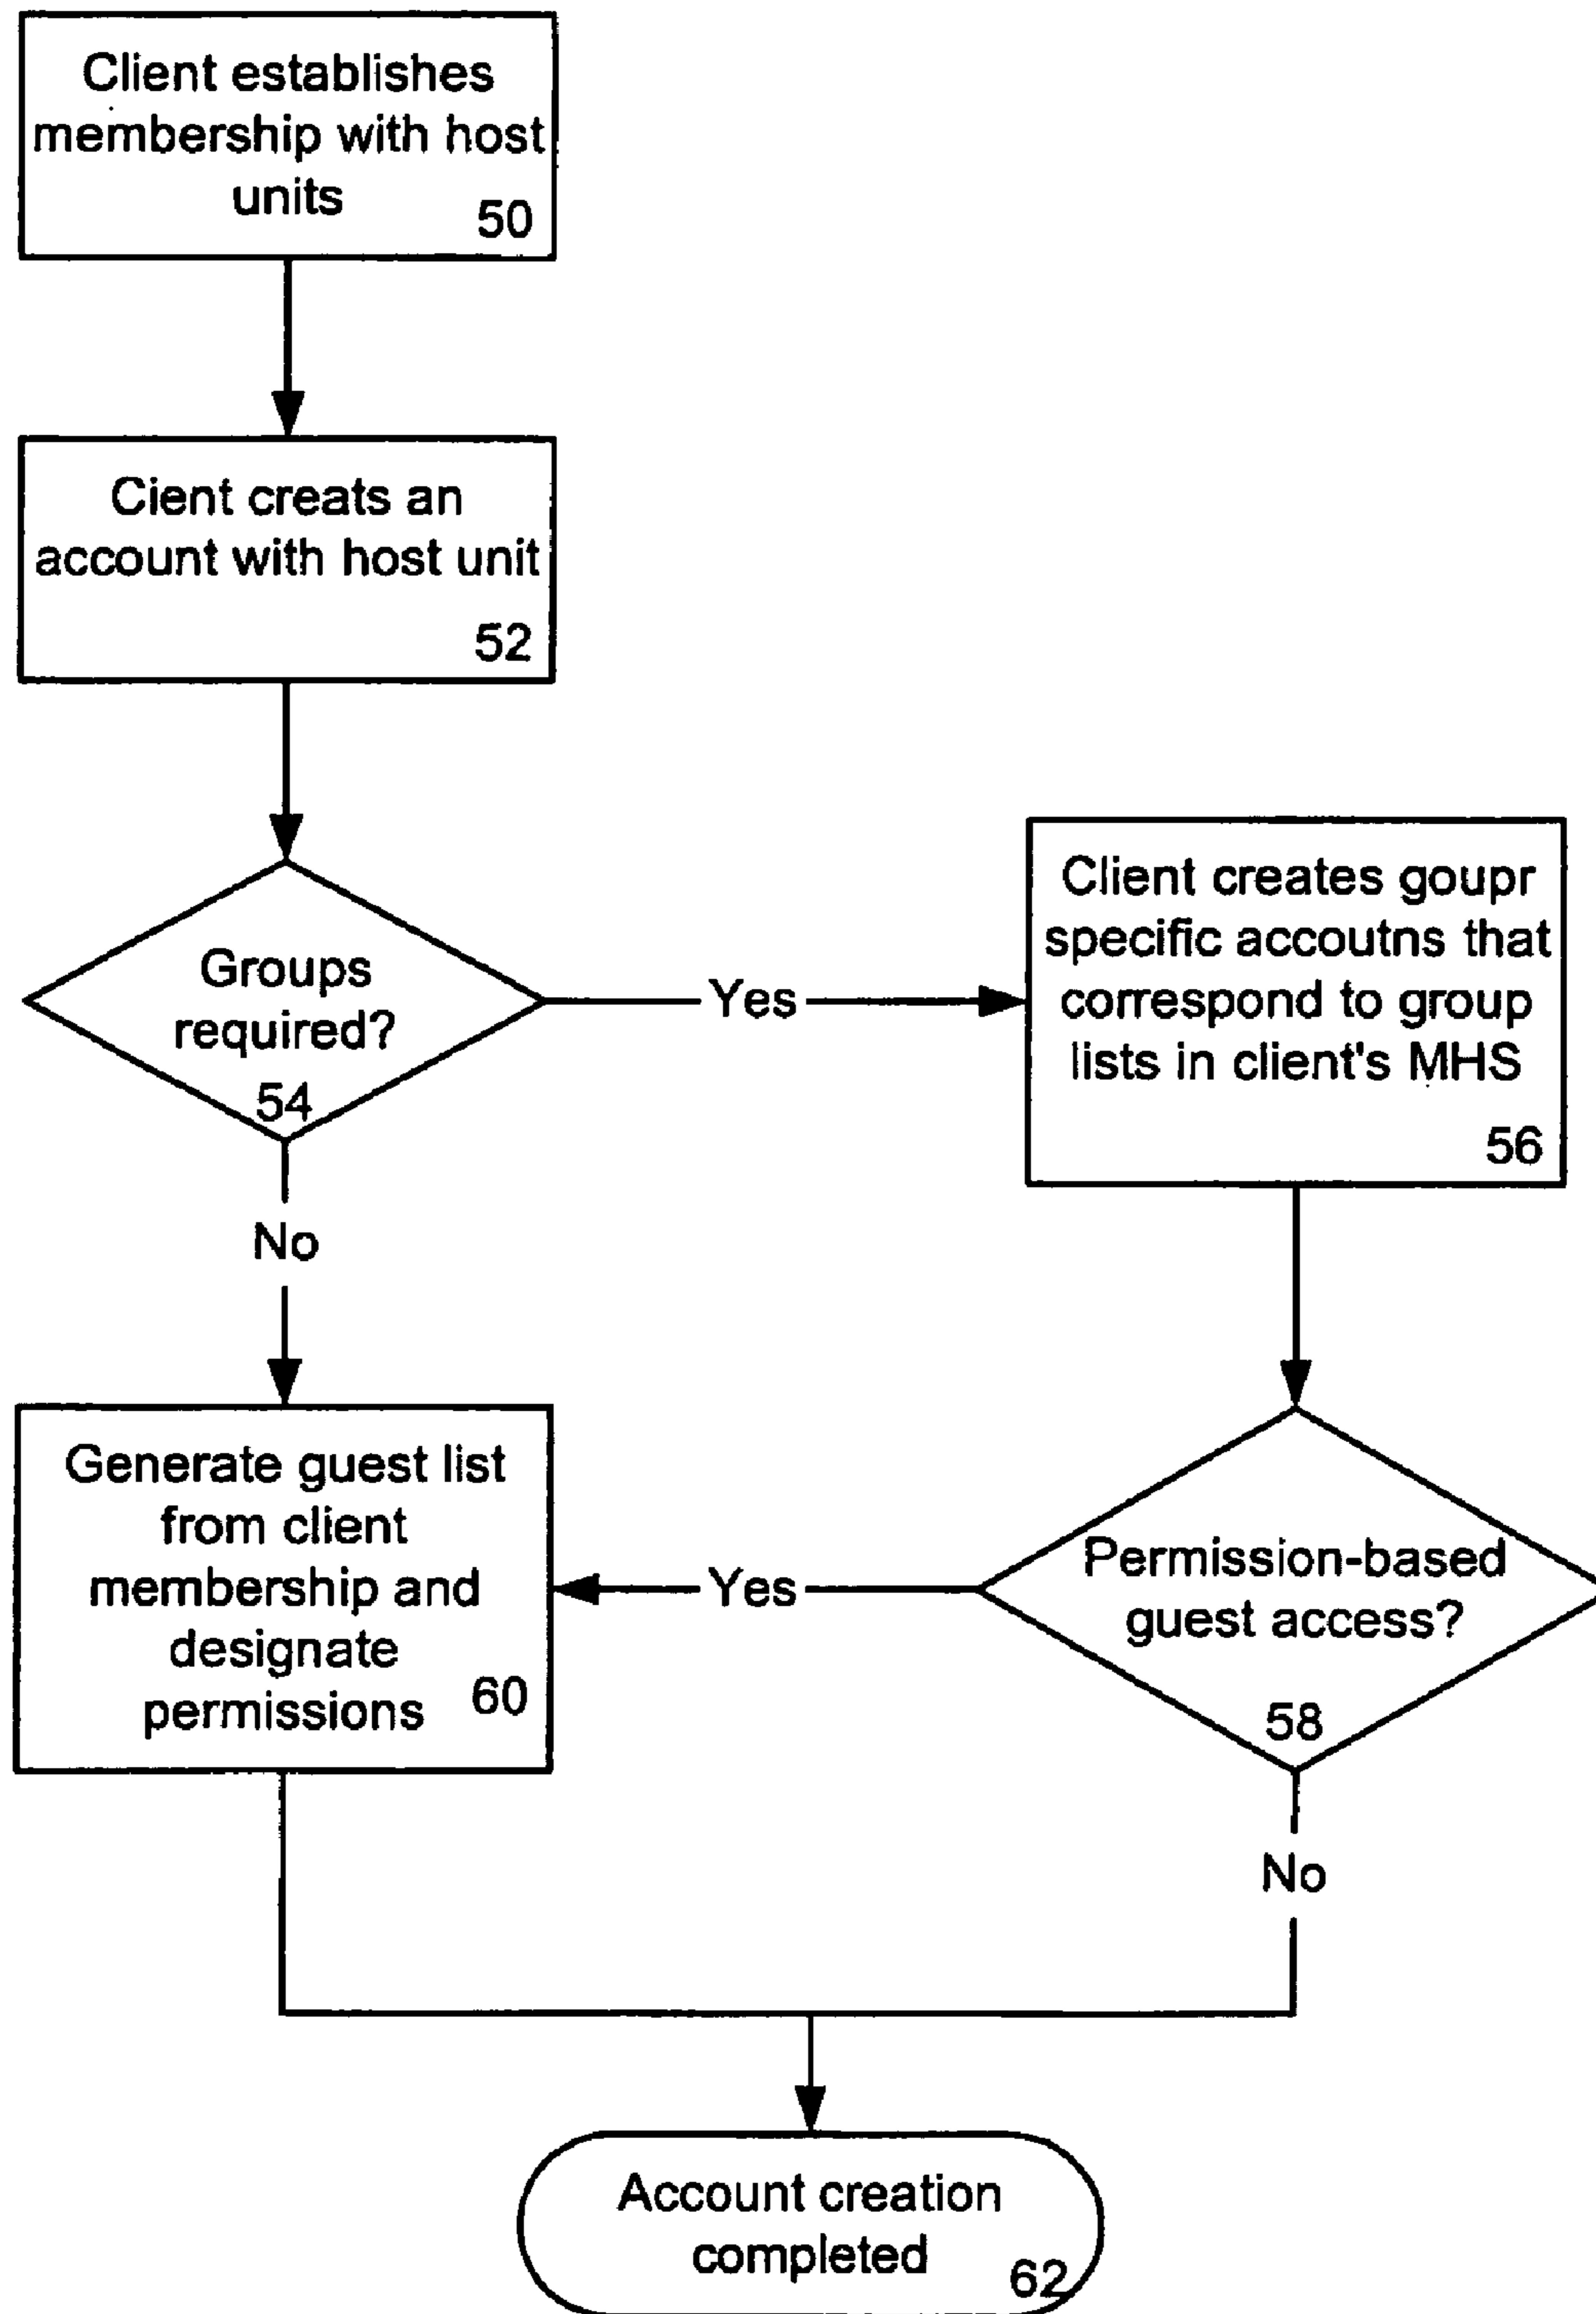 Client establishes
membership with host
units
50
Cient creats an
account with host unit
52
Groups
required?
54
Yes
No
Client creates goupr
specific accoutns that
correspond to group
lists in client's MHS
56
Permission-based
guest access?
58
Yes
No
Generate guest list
from client
membership and
designate
permissions
60
Account creation
completed
62